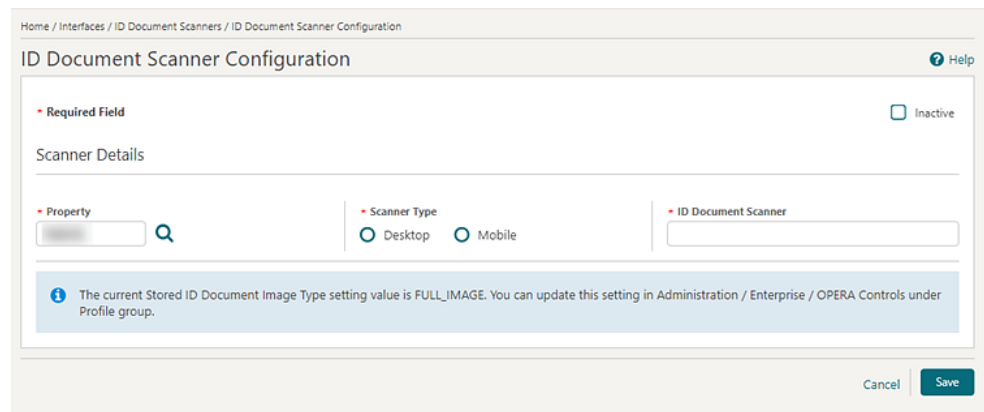 Home / Interfaces / ID Document Scanners / ID Document Scanner Configuration
ID Document Scanner Configuration
Help
* Required Field
Inactive
Scanner Details
* Property
* Scanner Type
* ID Document Scanner
Desktop
Mobile
The current Stored ID Document Image Type setting value is FULL_IMAGE. You can update this setting in Administration / Enterprise / OPERA Controls under
Profile group.
Cancel
Save